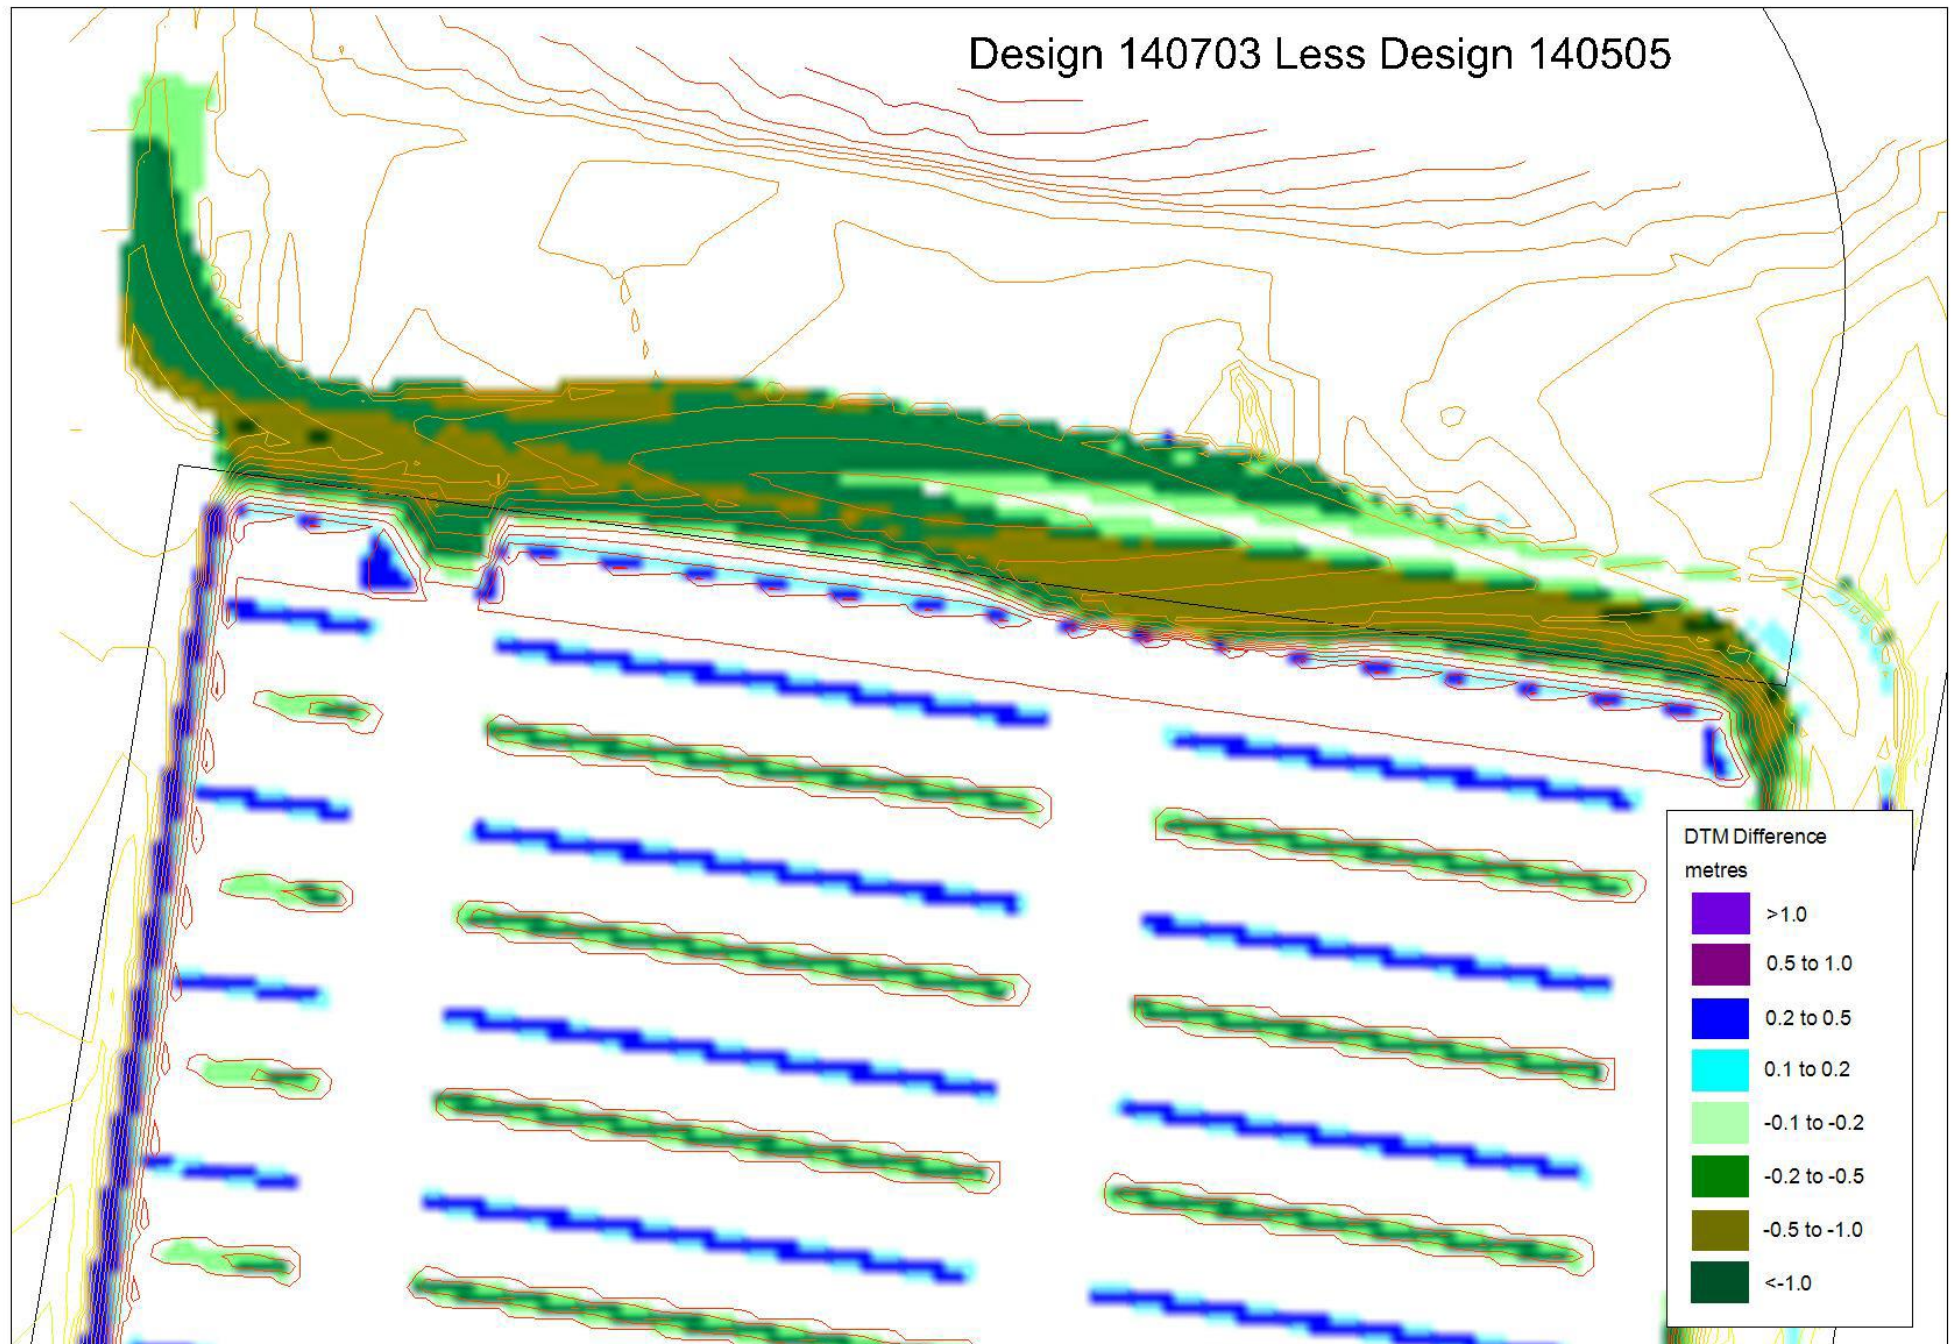 Design 140703 Less Design 140505
DTM Difference
metres
>1.0
0.5 to 1.0
0.2 to 0.5
0.1 to 0.2
-0.1 to -0.2
-0.2 to -0.5
-0.5 to -1.0
<-1.0